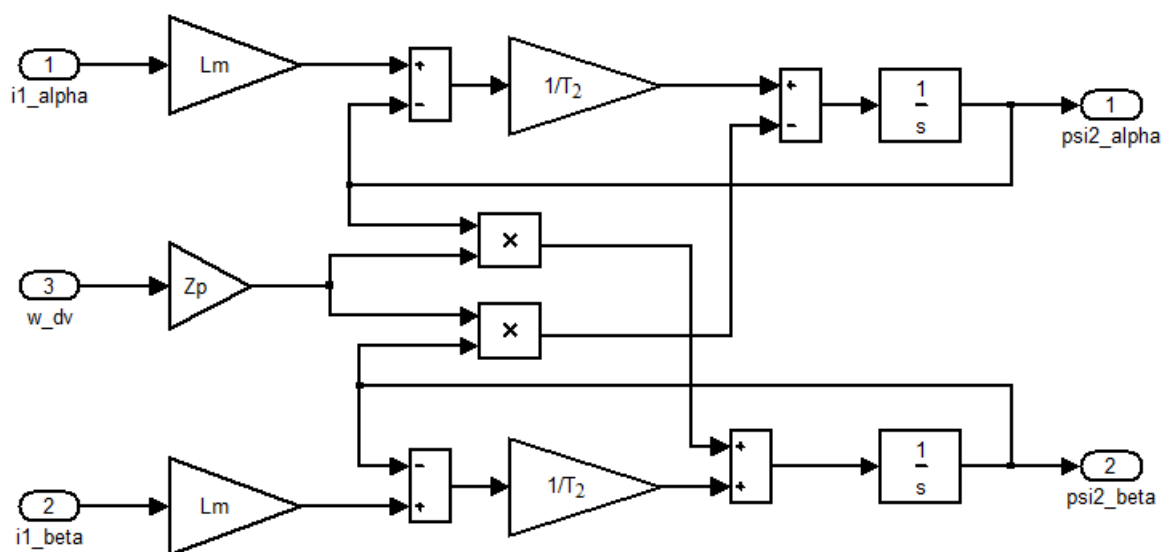 1
i1_alpha
Lm
+
-
1/T2
+
-
1
s
1
psi2_alpha
×
3
w_dv
Zp
×
2
i1_beta
Lm
-
+
1/T2
+
+
1
s
2
psi2_beta